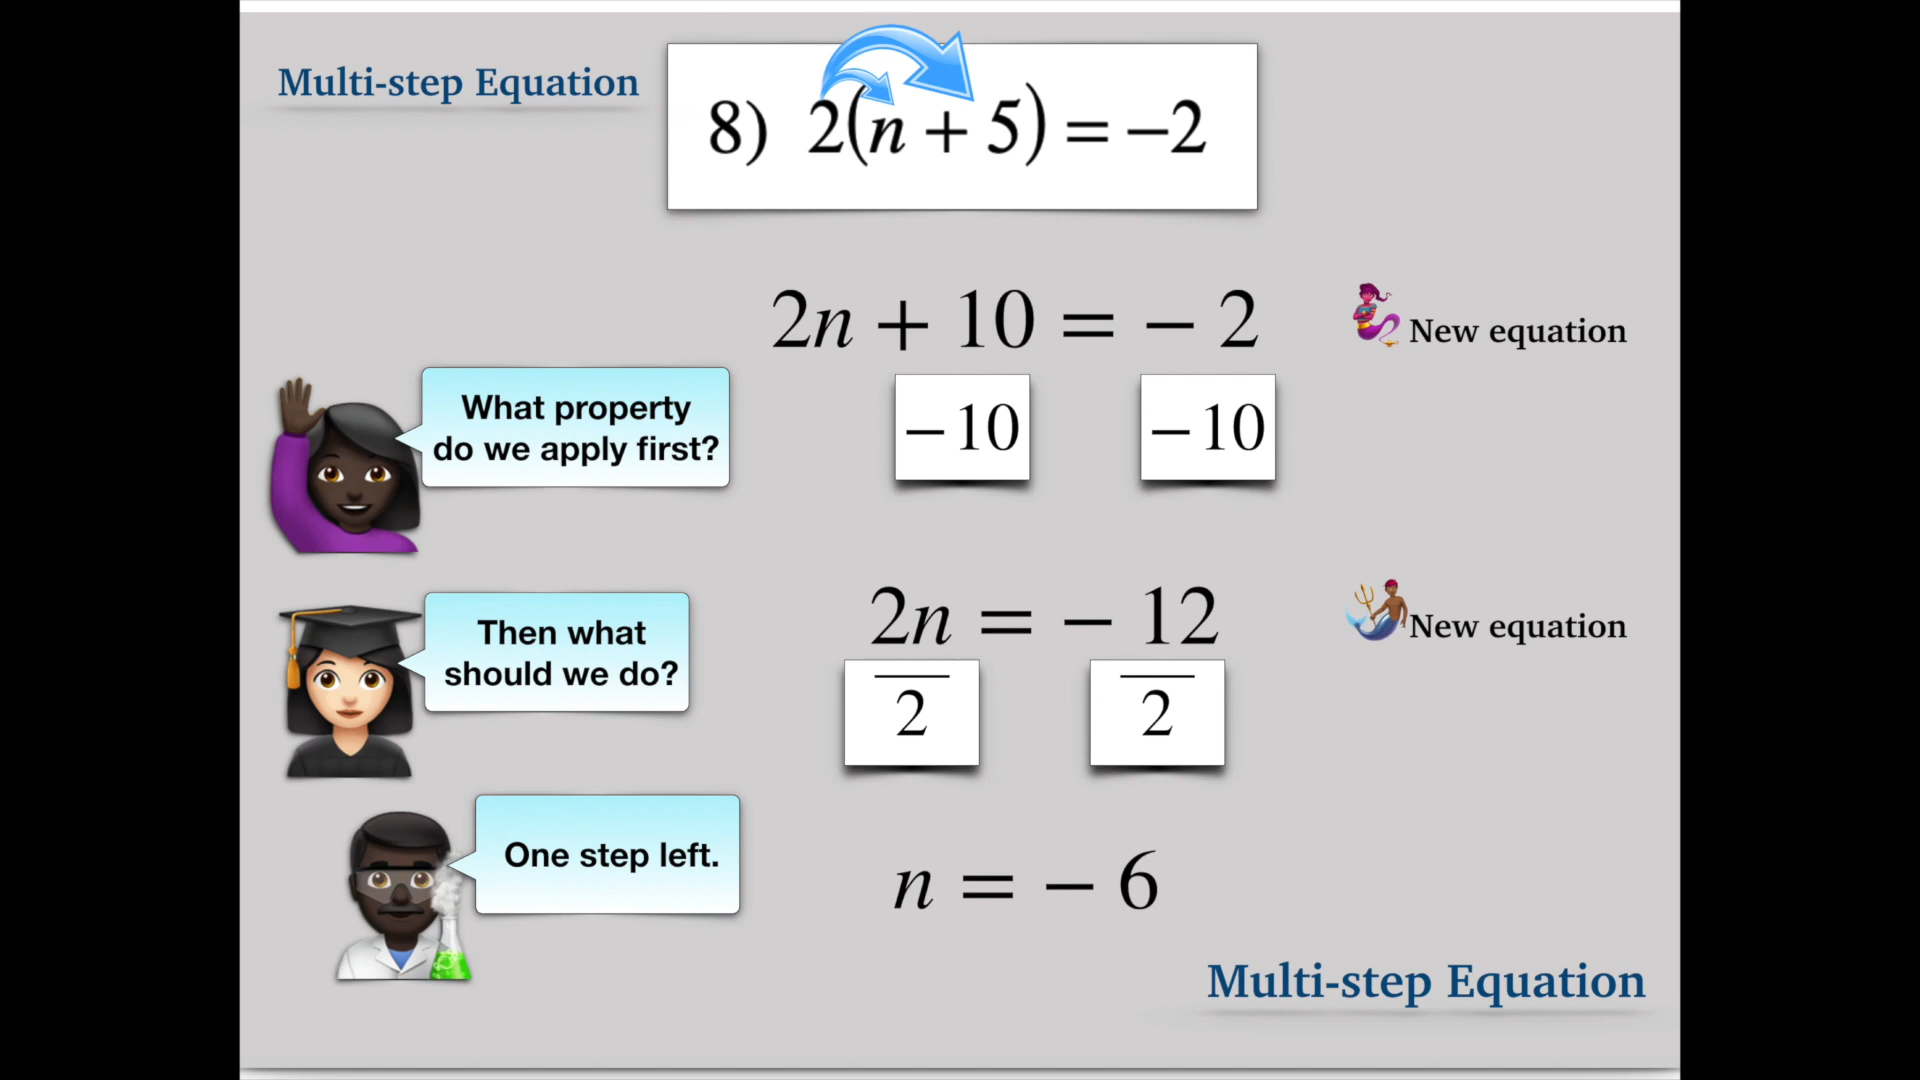 Multi-step Equation
8) 2(n + 5) = −2
2n + 10 = − 2
New equation
What property
do we apply first?
−10 −10
Then what
should we do?
2n = − 12
New equation
2 2
One step left.
n = − 6
Multi-step Equation